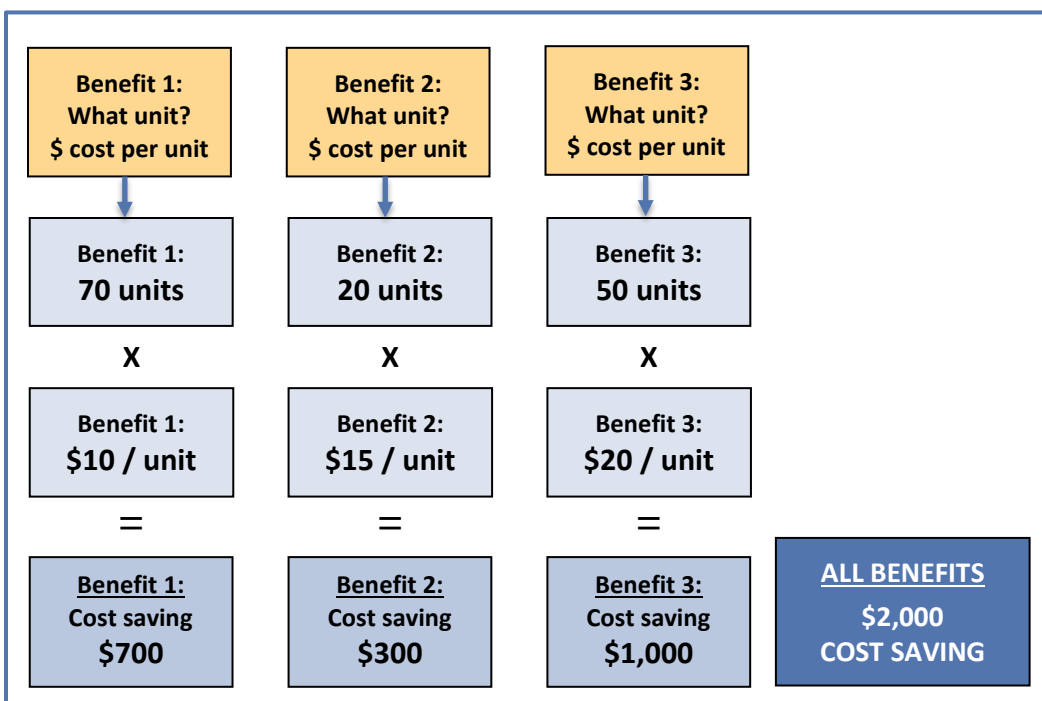 Benefit 1:
What unit?
$ cost per unit
Benefit 2:
What unit?
$ cost per unit
Benefit 3:
What unit?
$ cost per unit
Benefit 1:
70 units
Benefit 2:
20 units
Benefit 3:
50 units
X
X
X
Benefit 1:
$10 / unit
Benefit 2:
$15 / unit
Benefit 3:
$20 / unit
=
=
=
Benefit 1:
Cost saving
$700
Benefit 2:
Cost saving
$300
Benefit 3:
Cost saving
$1,000
ALL BENEFITS
$2,000
COST SAVING